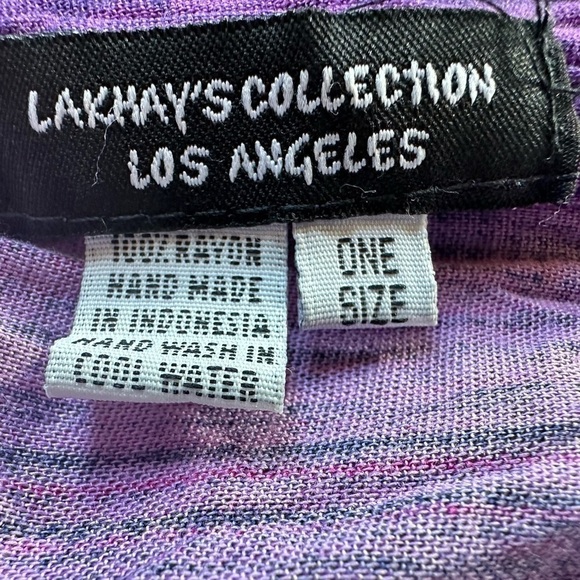 LAKHAY'S COLLECTION
LOS ANGELES
100% RAYON
HAND MADE
IN INDONESIA
HAND WASH IN
COOL WATER
ONE
SIZE